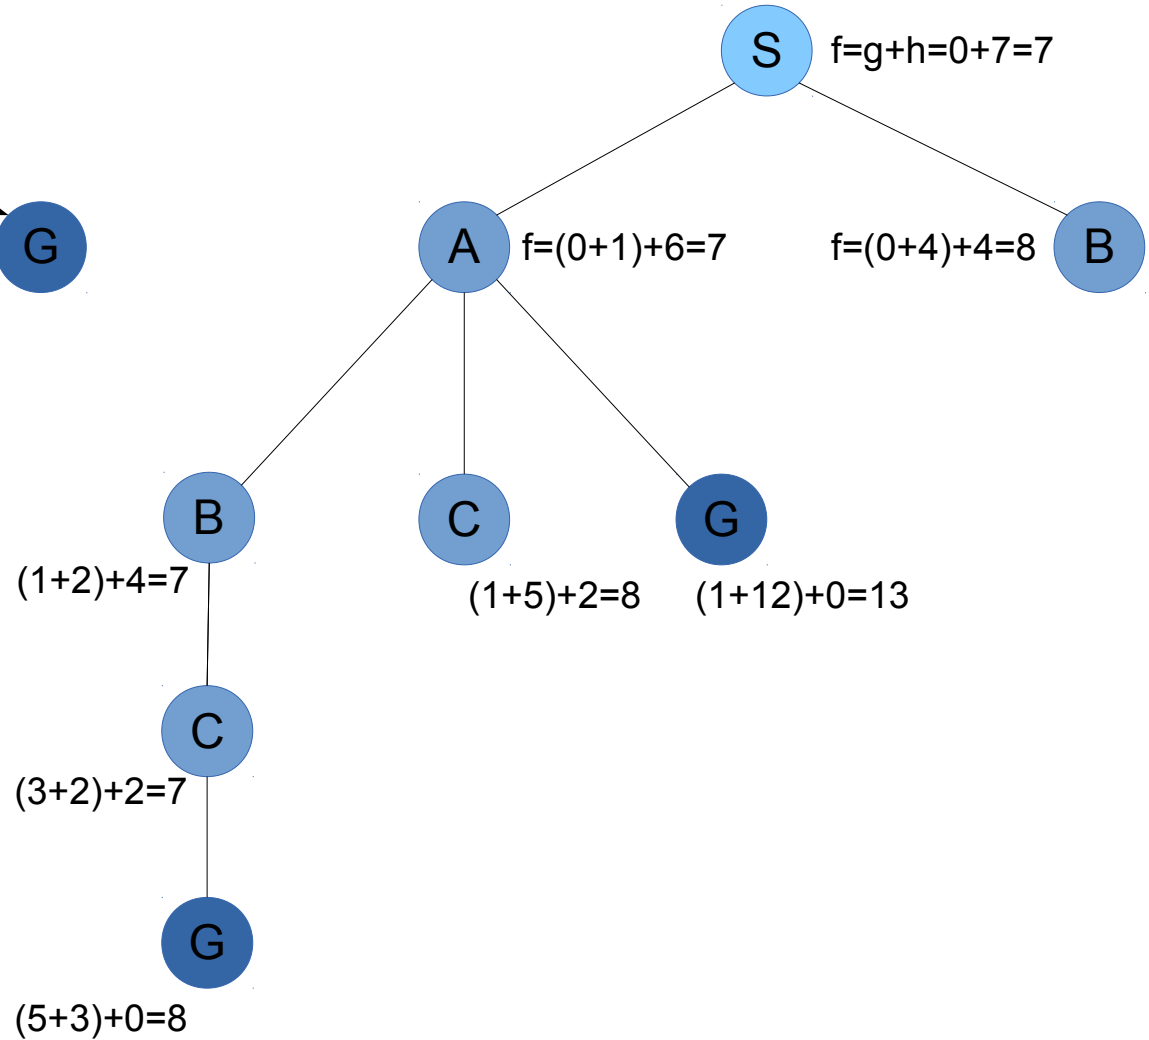 S
f=g+h=0+7=7
G
A
f=(0+1)+6=7
f=(0+4)+4=8
B
B
C
G
(1+2)+4=7
(1+5)+2=8
(1+12)+0=13
C
(3+2)+2=7
G
(5+3)+0=8